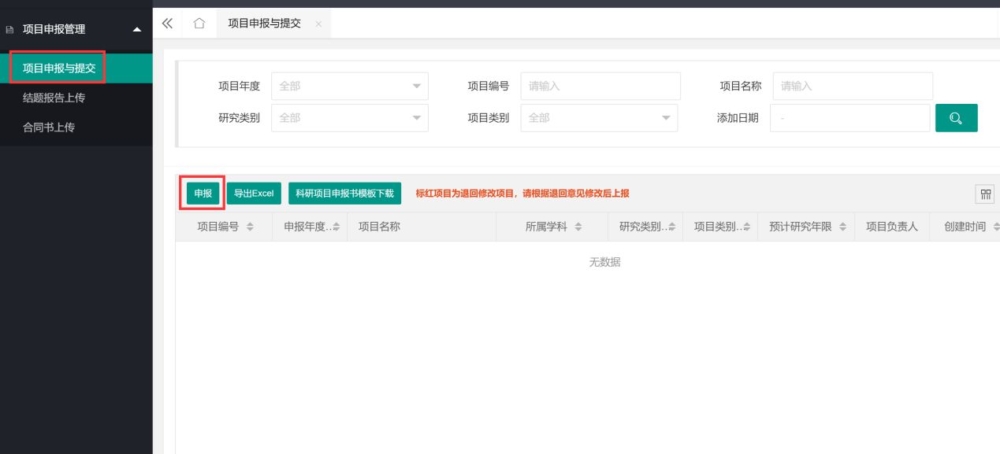 项目申报管理
项目申报与提交
结题报告上传
合同书上传
项目申报与提交
项目年度 全部 项目编号 请输入 项目名称 请输入
研究类别 全部 项目类别 全部 添加日期 -
申报 导出Excel 科研项目申报书模板下载 标红项目为退回修改项目，请根据退回意见修改后上报
项目编号 申报年度... 项目名称 所属学科 研究类别... 项目类别... 预计研究年限 项目负责人 创建时间
无数据